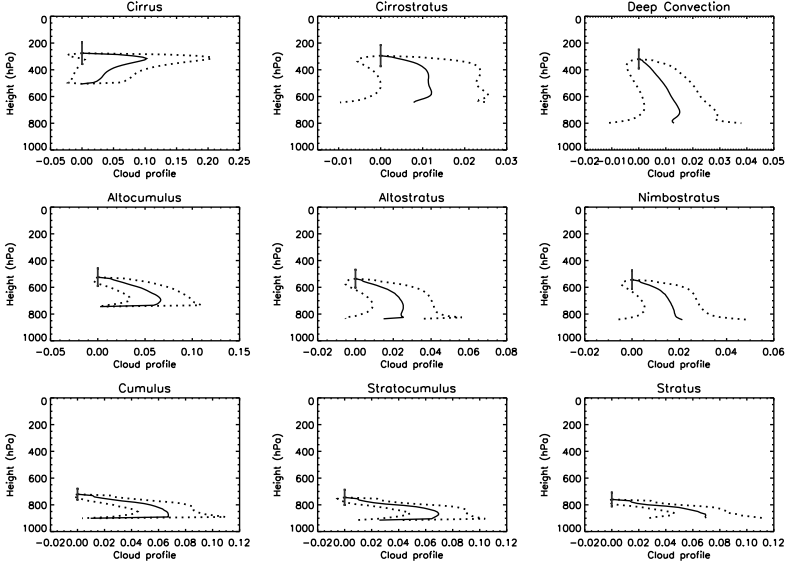 Cirrus Cirrostratus Deep Convection
0 0 0
200 200 200
400 400 400
600 600 600
800 800 800
1000 1000 1000
Height (hPa) Height (hPa) Height (hPa)
-0.05 0.00 0.05 0.10 0.15 0.20 0.25 -0.01 0.00 0.01 0.02 0.03 -0.02-0.010.00 0.01 0.02 0.03 0.04 0.05
Cloud profile Cloud profile Cloud profile
Altocumulus Altostratus Nimbostratus
0 0 0
200 200 200
400 400 400
600 600 600
800 800 800
1000 1000 1000
Height (hPa) Height (hPa) Height (hPa)
-0.05 0.00 0.05 0.10 0.15 -0.02 0.00 0.02 0.04 0.06 0.08 -0.02 0.00 0.02 0.04 0.06
Cloud profile Cloud profile Cloud profile
Cumulus Stratocumulus Stratus
0 0 0
200 200 200
400 400 400
600 600 600
800 800 800
1000 1000 1000
Height (hPa) Height (hPa) Height (hPa)
-0.020.00 0.02 0.04 0.06 0.08 0.10 0.12 -0.020.00 0.02 0.04 0.06 0.08 0.10 0.12 -0.020.00 0.02 0.04 0.06 0.08 0.10 0.12
Cloud profile Cloud profile Cloud profile